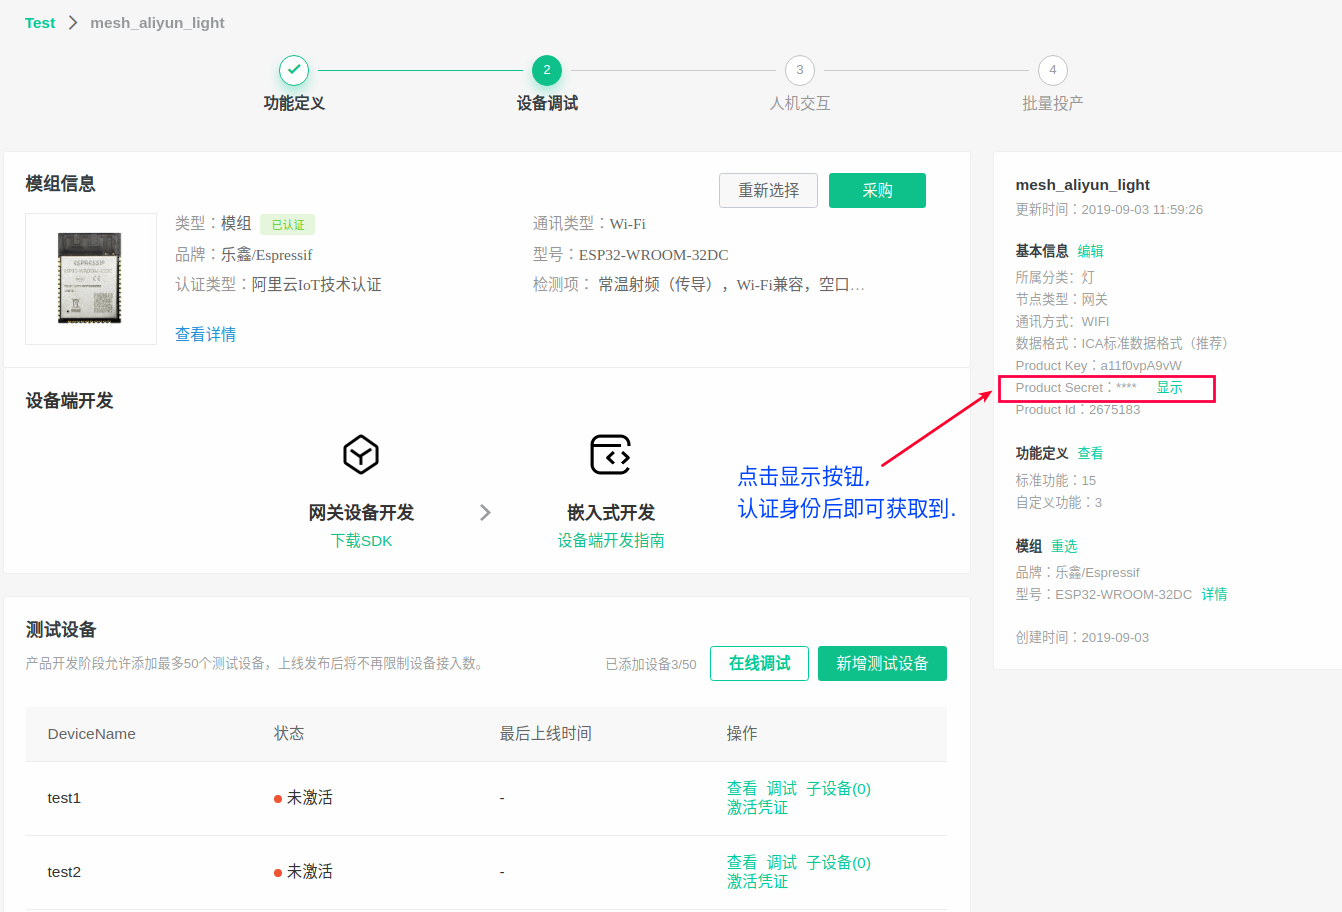 Test > mesh_aliyun_light
2
3
4
功能定义
设备调试
人机交互
批量投产
模组信息
重新选择
采购
类型：模组 已认证
通讯类型：Wi-Fi
品牌：乐鑫/Espressif
型号：ESP32-WROOM-32DC
认证类型：阿里云IoT技术认证
检测项： 常温射频（传导），Wi-Fi兼容，空口...
查看详情
设备端开发
网关设备开发
下载SDK
嵌入式开发
设备端开发指南
点击显示按钮,
认证身份后即可获取到.
测试设备
产品开发阶段允许添加最多50个测试设备，上线发布后将不再限制设备接入数。
已添加设备3/50
在线调试
新增测试设备
DeviceName 状态 最后上线时间 操作
test1 未激活 - 查看 调试 子设备(0)
激活凭证
test2 未激活 - 查看 调试 子设备(0)
激活凭证
mesh_aliyun_light
更新时间：2019-09-03 11:59:26
基本信息 编辑
所属分类：灯
节点类型：网关
通讯方式：WIFI
数据格式：ICA标准数据格式（推荐）
Product Key：a11f0vpA9vW
Product Secret：**** 显示
Product Id：2675183
功能定义 查看
标准功能：15
自定义功能：3
模组 重选
品牌：乐鑫/Espressif
型号：ESP32-WROOM-32DC 详情
创建时间：2019-09-03